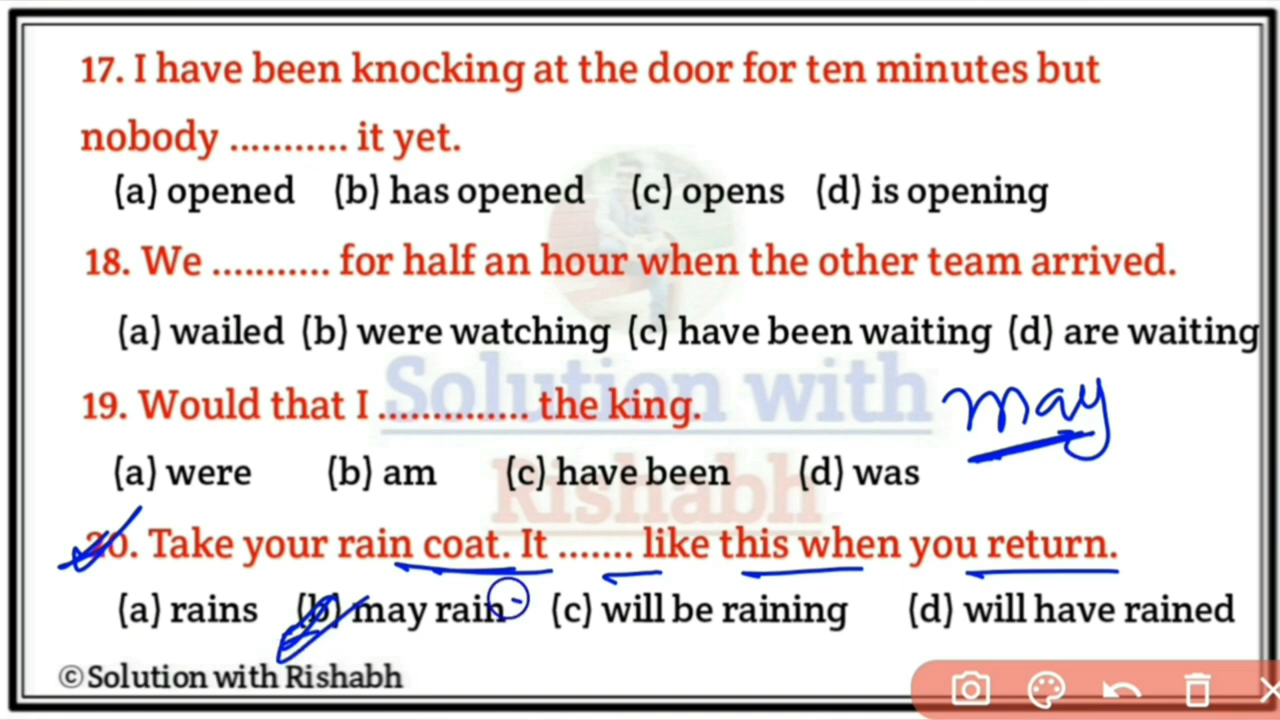 17. I have been knocking at the door for ten minutes but
nobody ........... it yet.
(a) opened (b) has opened (c) opens (d) is opening
18. We ........... for half an hour when the other team arrived.
(a) wailed (b) were watching (c) have been waiting (d) are waiting
Solution with
Rishabh
19. Would that I .............. the king.
may
(a) were (b) am (c) have been (d) was
20. Take your rain coat. It ....... like this when you return.
(a) rains (b) may rain (c) will be raining (d) will have rained
©Solution with Rishabh